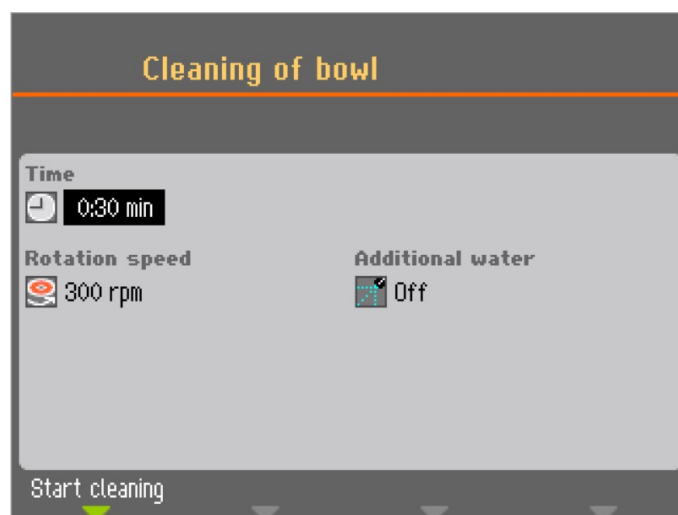 Cleaning of bowl
Time
0:30 min
Rotation speed
300 rpm
Additional water
Off
Start cleaning